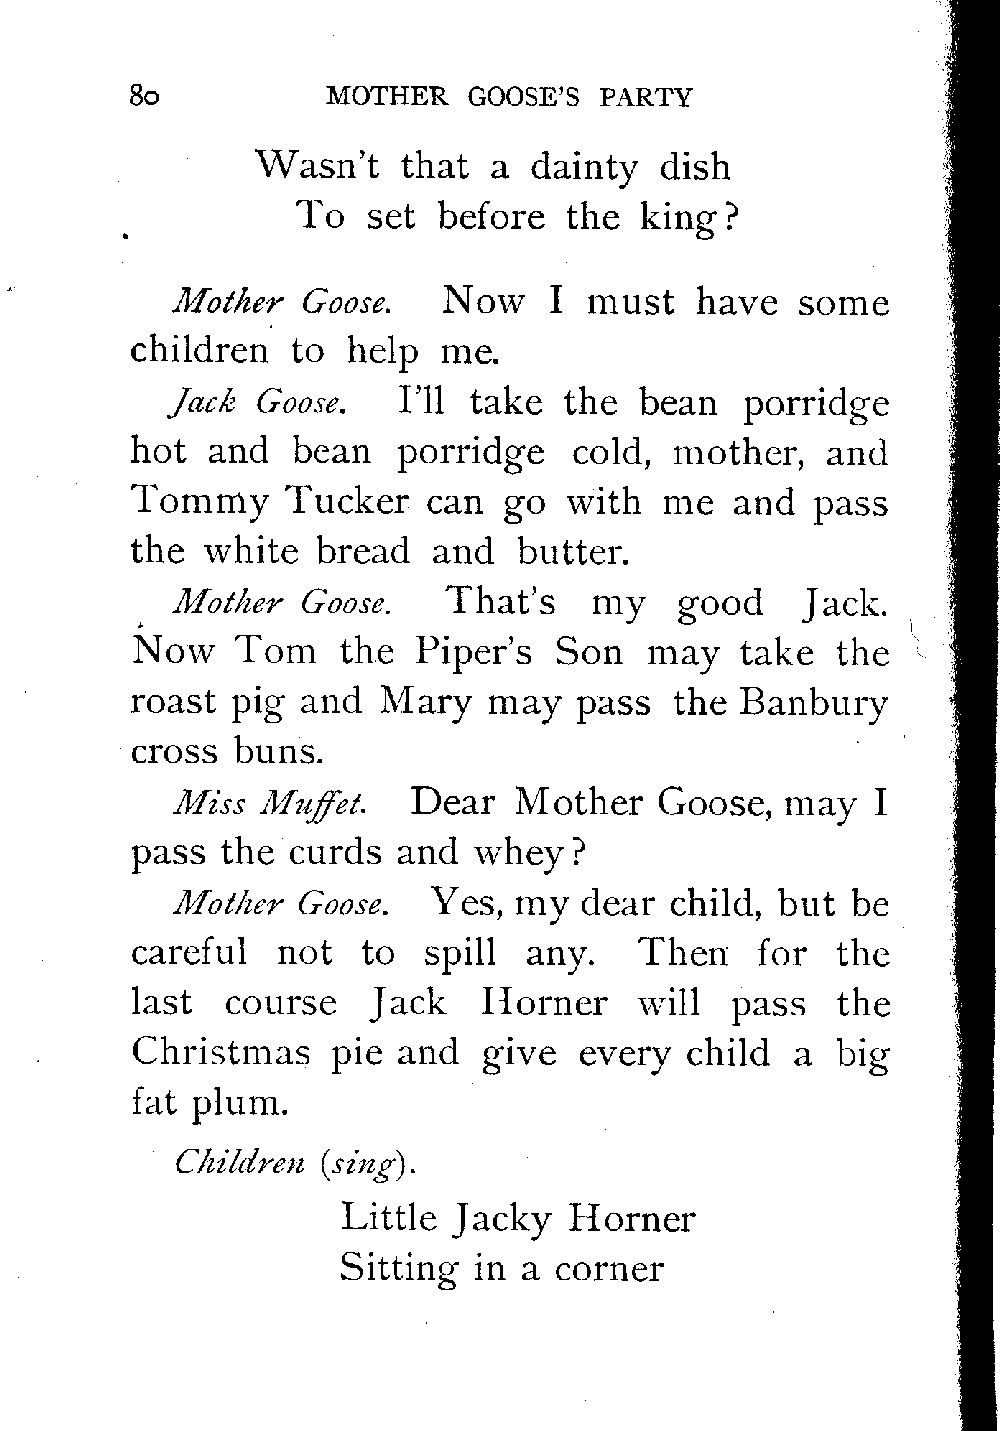 80 MOTHER GOOSE'S PARTY
Wasn't that a dainty dish
To set before the king?
Mother Goose. Now I must have some
children to help me.
Jack Goose. I'll take the bean porridge
hot and bean porridge cold, mother, and
Tommy Tucker can go with me and pass
the white bread and butter.
Mother Goose. That's my good Jack.
Now Tom the Piper's Son may take the
roast pig and Mary may pass the Banbury
cross buns.
Miss Muffet. Dear Mother Goose, may I
pass the curds and whey?
Mother Goose. Yes, my dear child, but be
careful not to spill any. Then for the
last course Jack Horner will pass the
Christmas pie and give every child a big
fat plum.
Children (sing).
Little Jacky Horner
Sitting in a corner